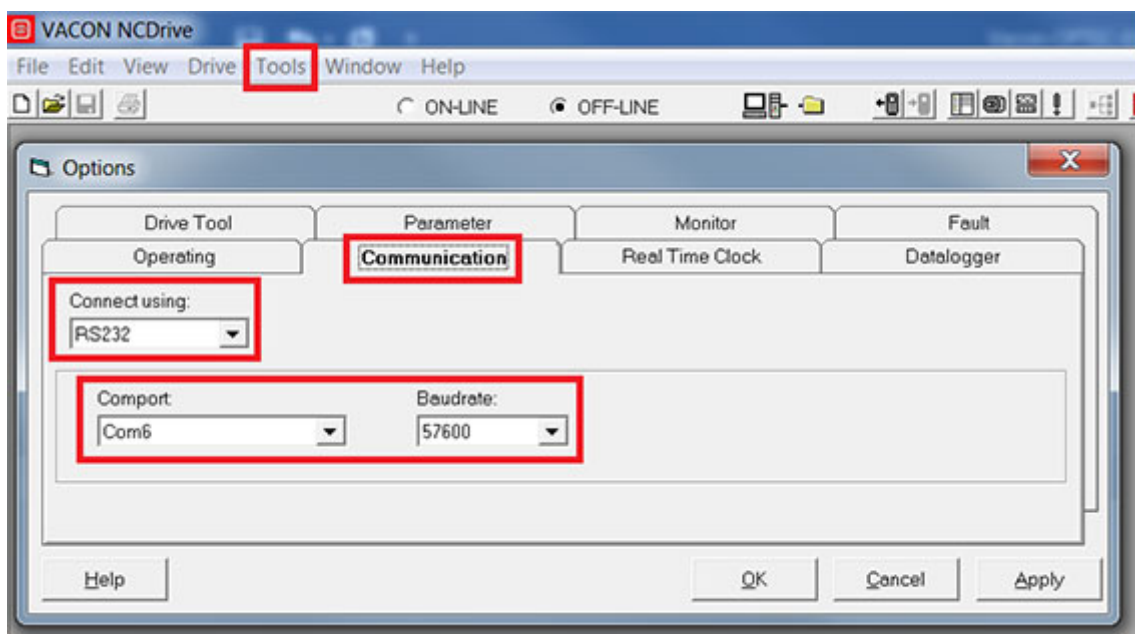 VACON NCDrive
File Edit View Drive Tools Window Help
ON-LINE OFF-LINE
Options
Drive Tool Parameter Monitor Fault
Operating Communication Real Time Clock Datalogger
Connect using:
RS232
Comport: Baudrate:
Com6 57600
Help OK Cancel Apply